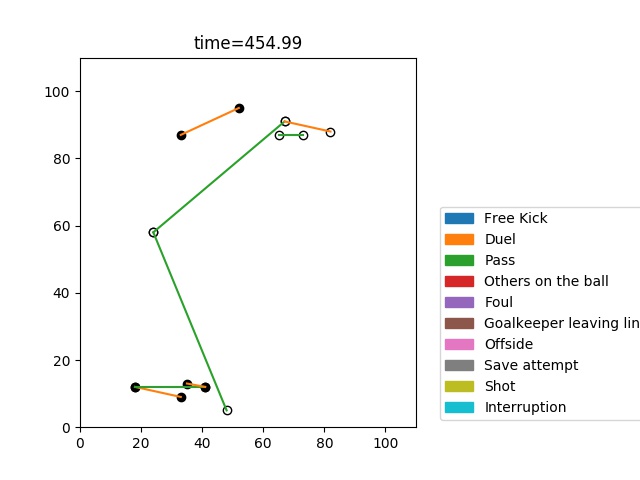 time=454.99
100
80
60
40
20
0
0 20 40 60 80 100
Free Kick
Duel
Pass
Others on the ball
Foul
Goalkeeper leaving lin
Offside
Save attempt
Shot
Interruption